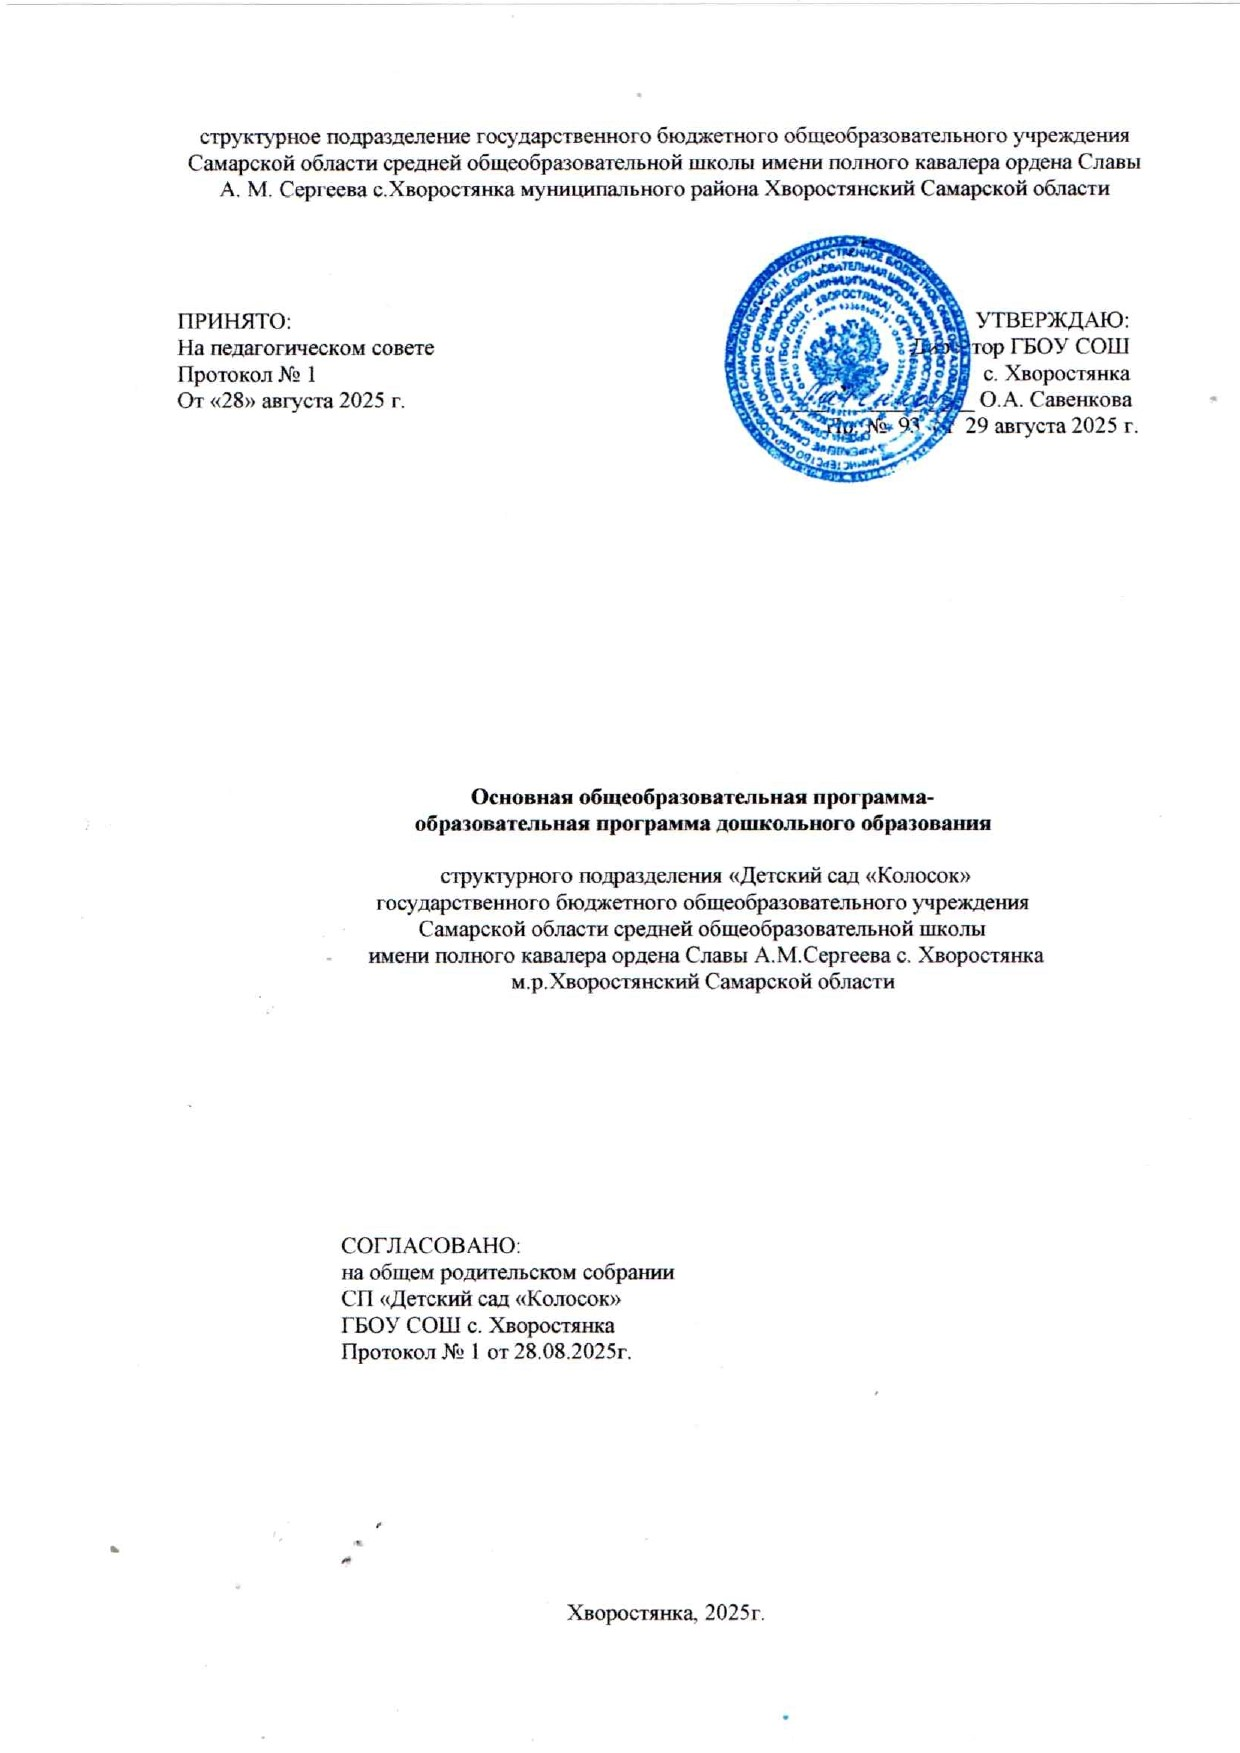 структурное подразделение государственного бюджетного общеобразовательного учреждения
Самарской области средней общеобразовательной школы имени полного кавалера ордена Славы
А. М. Сергеева с.Хворостянка муниципального района Хворостянский Самарской области
ПРИНЯТО:
На педагогическом совете
Протокол № 1
От «28» августа 2025 г.
УТВЕРЖДАЮ:
Директор ГБОУ СОШ
с. Хворостянка
О.А. Савенкова
Пр. № 93 от 29 августа 2025 г.
Основная общеобразовательная программа-
образовательная программа дошкольного образования
структурного подразделения «Детский сад «Колосок»
государственного бюджетного общеобразовательного учреждения
Самарской области средней общеобразовательной школы
имени полного кавалера ордена Славы А.М.Сергеева с. Хворостянка
м.р.Хворостянский Самарской области
СОГЛАСОВАНО:
на общем родительском собрании
СП «Детский сад «Колосок»
ГБОУ СОШ с. Хворостянка
Протокол № 1 от 28.08.2025г.
Хворостянка, 2025г.